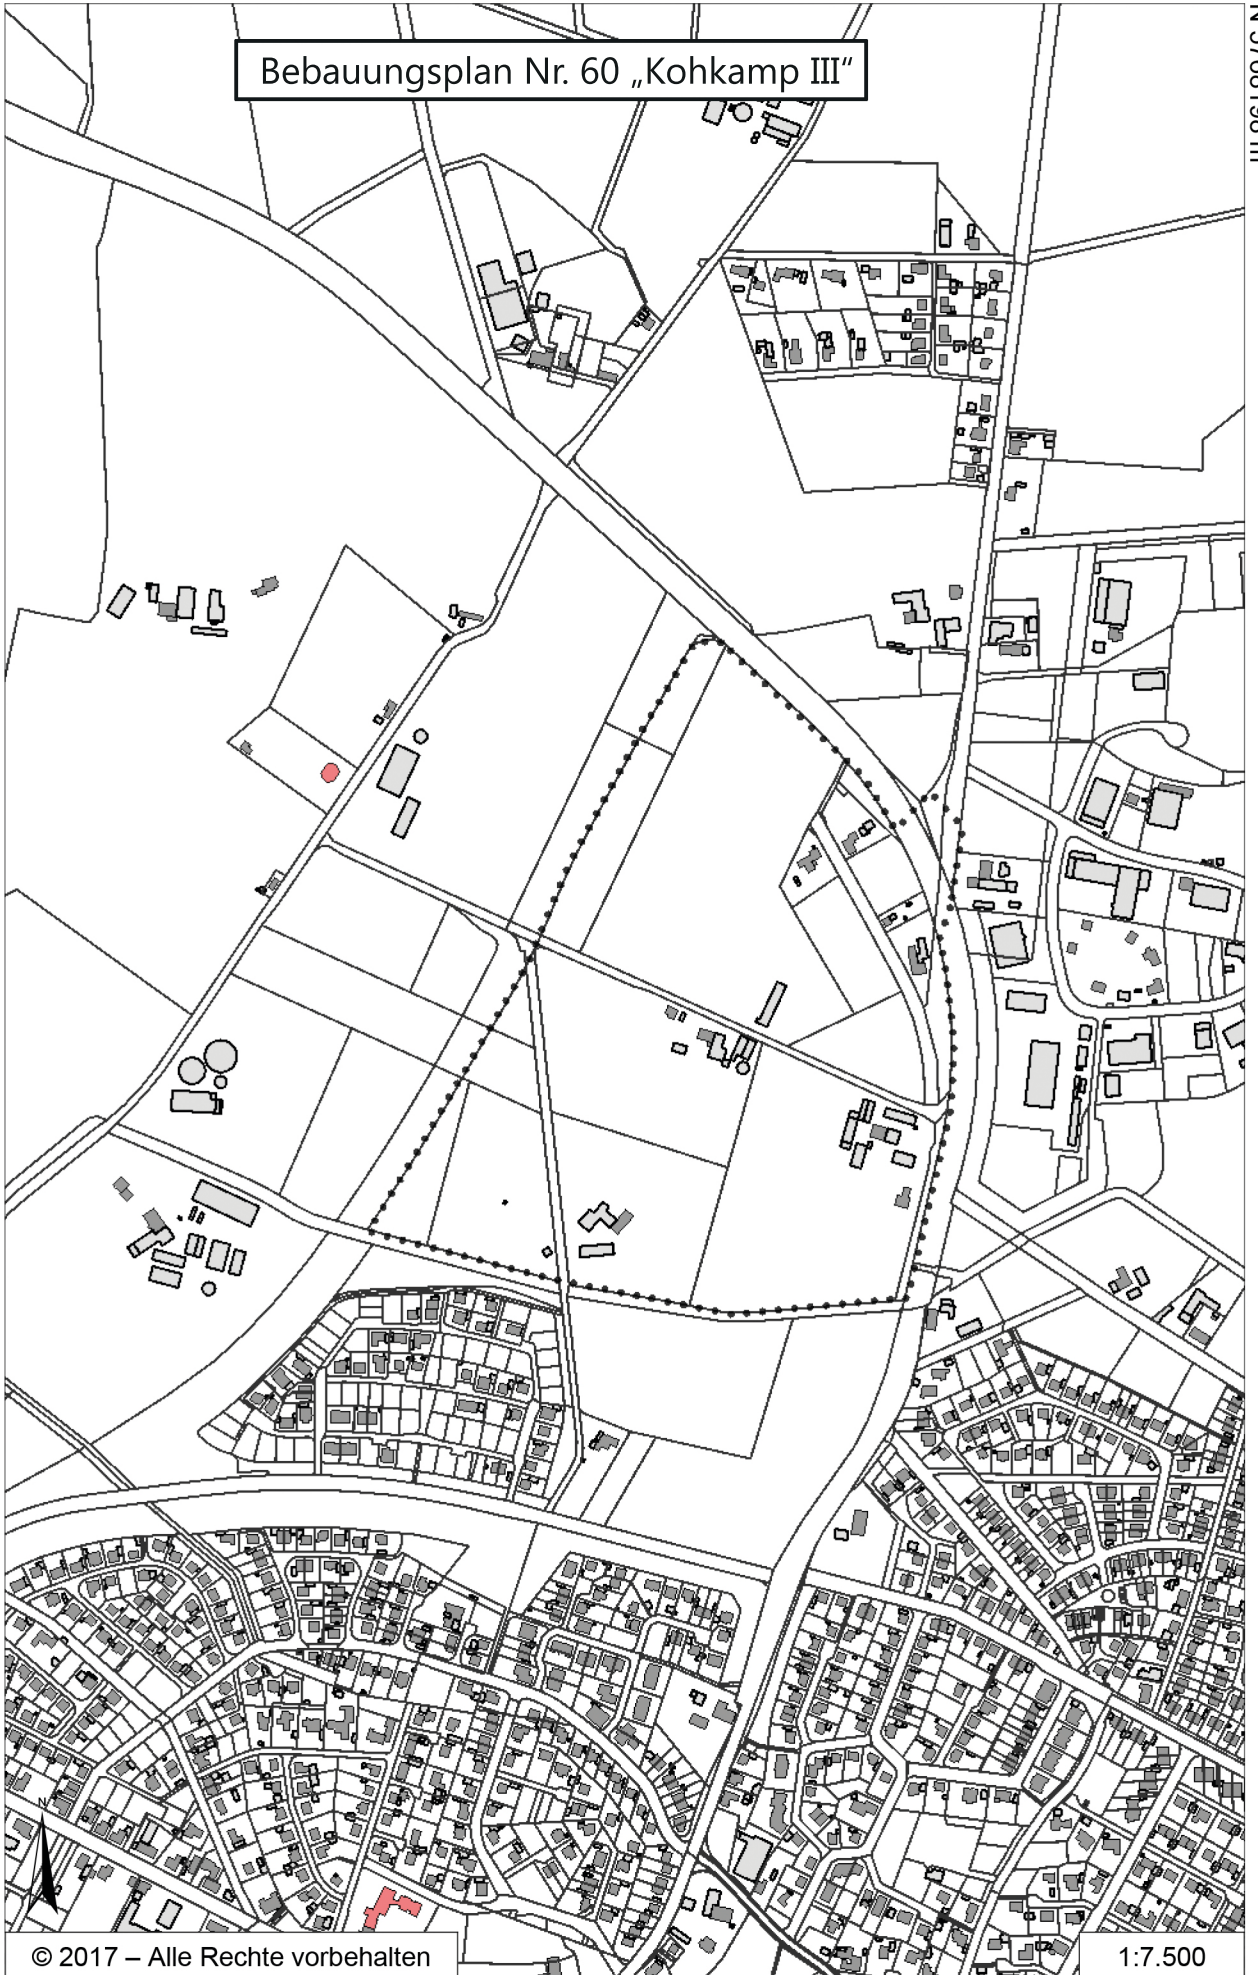 Bebauungsplan Nr. 60 „Kohkamp III“
N
© 2017 – Alle Rechte vorbehalten
1:7.500